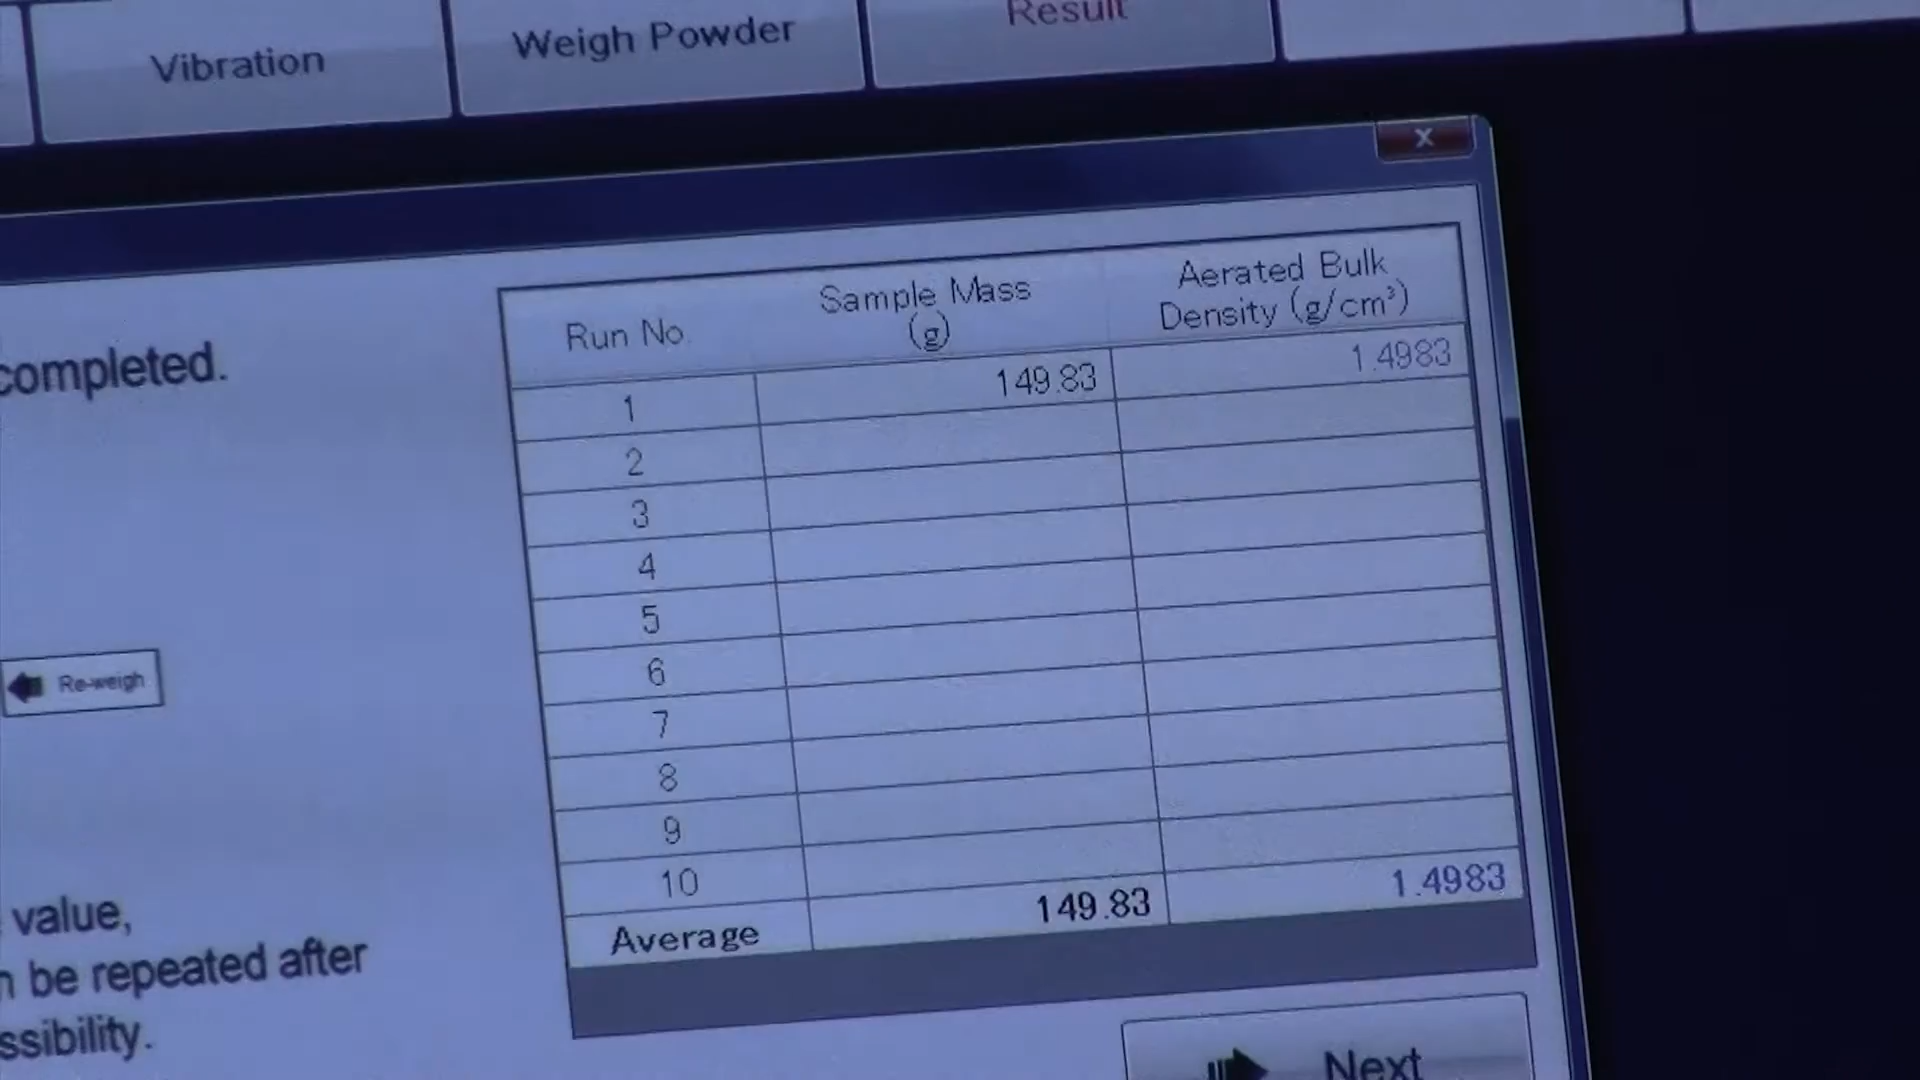 Vibration
Weigh Powder
Result
x
completed.
Re-weigh
value,
be repeated after
Run No.
Sample Mass
(g)
Aerated Bulk
Density (g/cm³)
1 149.83 1.4983
2
3
4
5
6
7
8
9
10
Average 149.83 1.4983
Next